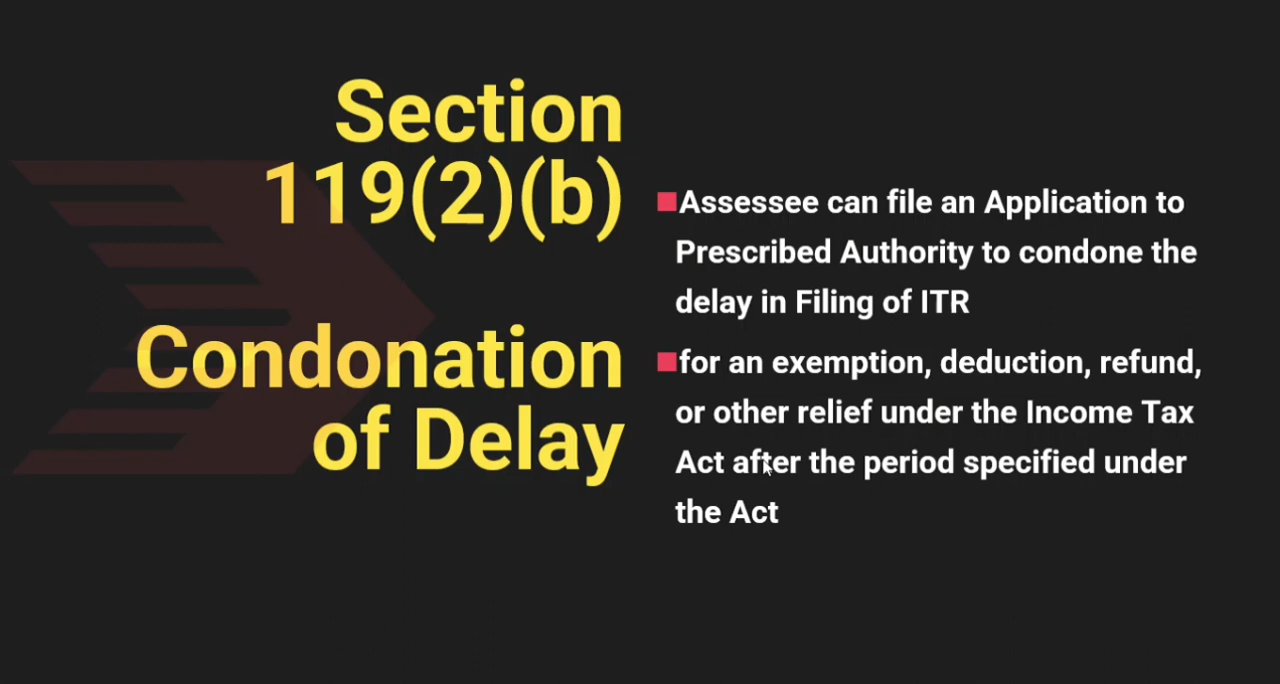 Section
119(2)(b)
Condonation
of Delay
Assessee can file an Application to
Prescribed Authority to condone the
delay in Filing of ITR
for an exemption, deduction, refund,
or other relief under the Income Tax
Act after the period specified under
the Act